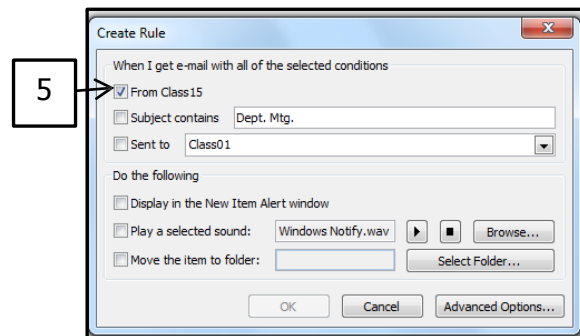 Create Rule
When I get e-mail with all of the selected conditions
5
From Class15
Subject contains Dept. Mtg.
Sent to Class01
Do the following
Display in the New Item Alert window
Play a selected sound: Windows Notify.wav Browse...
Move the item to folder: Select Folder...
OK Cancel Advanced Options...